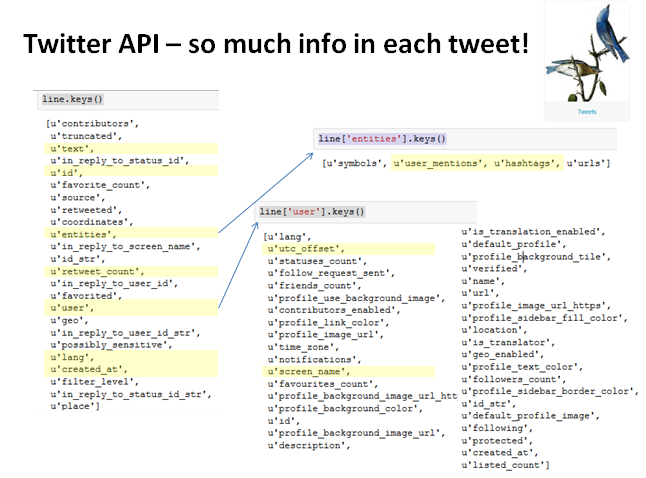 Twitter API – so much info in each tweet!
Tweets
line.keys()
[u'contributors',
u'truncated',
u'text',
u'in_reply_to_status_id',
u'id',
u'favorite_count',
u'source',
u'retweeted',
u'coordinates',
u'entities',
u'in_reply_to_screen_name',
u'id_str',
u'retweet_count',
u'in_reply_to_user_id',
u'favorited',
u'user',
u'geo',
u'in_reply_to_user_id_str',
u'possibly_sensitive',
u'lang',
u'created_at',
u'filter_level',
u'in_reply_to_status_id_str',
u'place']
line['entities'].keys()
[u'symbols', u'user_mentions', u'hashtags', u'urls']
line['user'].keys()
[u'lang',
u'utc_offset',
u'statuses_count',
u'follow_request_sent',
u'friends_count',
u'profile_use_background_image',
u'contributors_enabled',
u'profile_link_color',
u'profile_image_url',
u'time_zone',
u'notifications',
u'screen_name',
u'favourites_count',
u'profile_background_image_url_htt
u'profile_background_color',
u'id',
u'profile_background_image_url',
u'description',
u'is_translation_enabled',
u'default_profile',
u'profile_background_tile',
u'verified',
u'name',
u'url',
u'profile_image_url_https',
u'profile_sidebar_fill_color',
u'location',
u'is_translator',
u'geo_enabled',
u'profile_text_color',
u'followers_count',
u'profile_sidebar_border_color',
u'id_str',
u'default_profile_image',
u'following',
u'protected',
u'created_at',
u'listed_count']